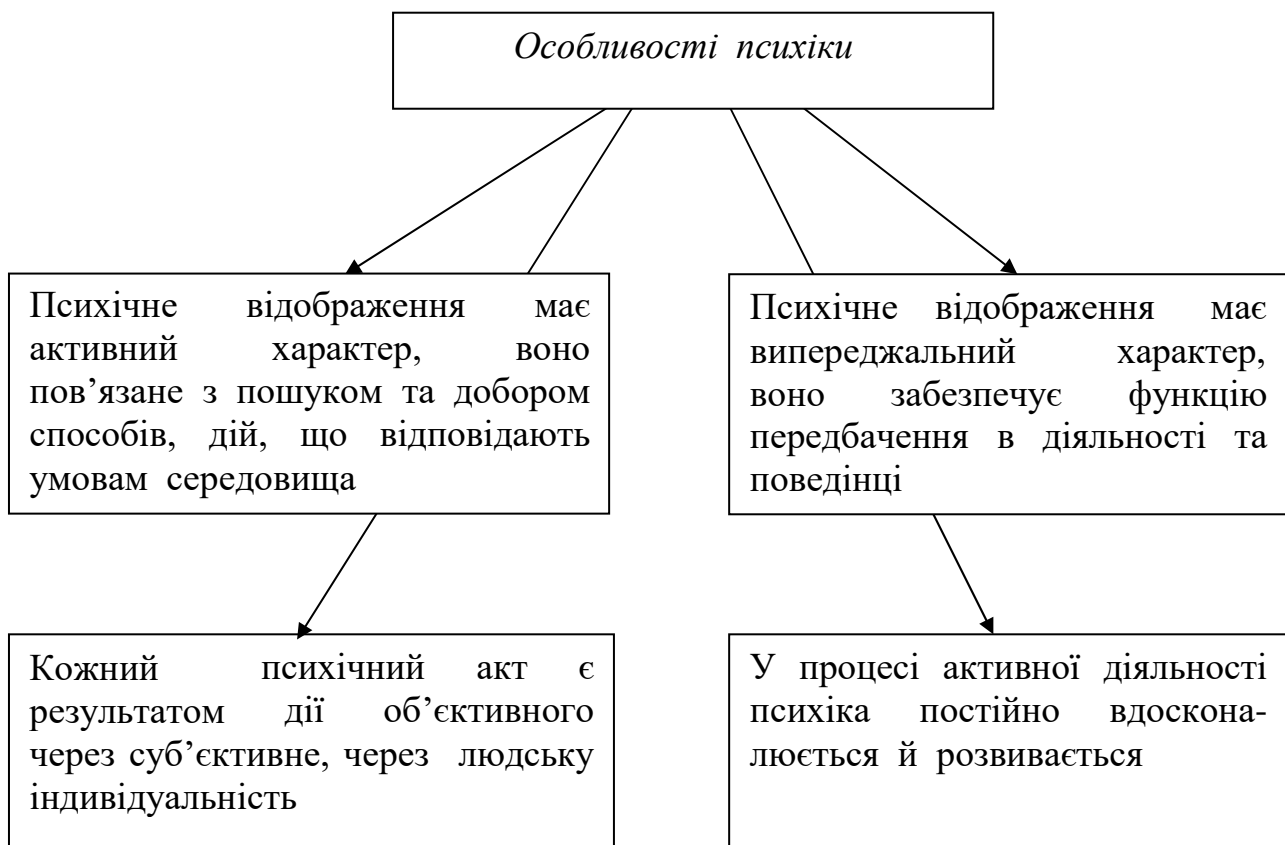 Особливості психіки
Психічне відображення має
активний характер, воно
пов’язане з пошуком та добором
способів, дій, що відповідають
умовам середовища
Психічне відображення має
випереджальний характер,
воно забезпечує функцію
передбачення в діяльності та
поведінці
Кожний психічний акт є
результатом дії об’єктивного
через суб’єктивне, через людську
індивідуальність
У процесі активної діяльності
психіка постійно вдоскона-
люється й розвивається